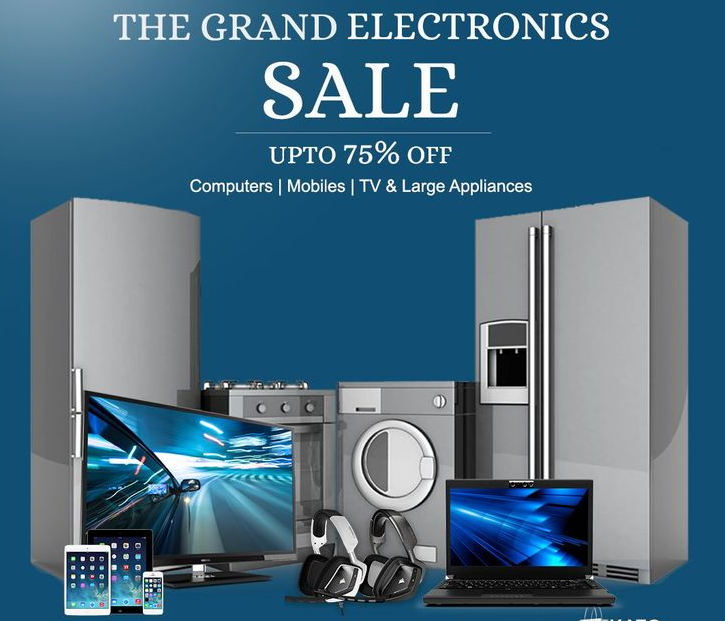 THE GRAND ELECTRONICS
SALE
UPTO 75% OFF
Computers | Mobiles | TV & Large Appliances